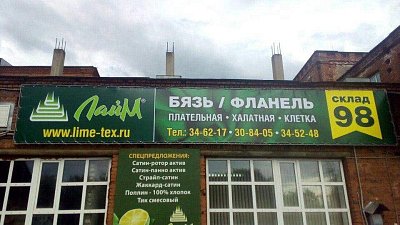 Лайм®
www.lime-tex.ru
БЯЗЬ / ФЛАНЕЛЬ
ПЛАТЕЛЬНАЯ • ХАЛАТНАЯ • КЛЕТКА
Тел.: 34-62-17 • 30-84-05 • 34-52-48
СКЛАД
98
СПЕЦПРЕДЛОЖЕНИЯ:
Сатин-ротор актив
Сатин-панно актив
Страйп-сатин
Жаккард-сатин
Поплин - 100% хлопок
Тик смесовый